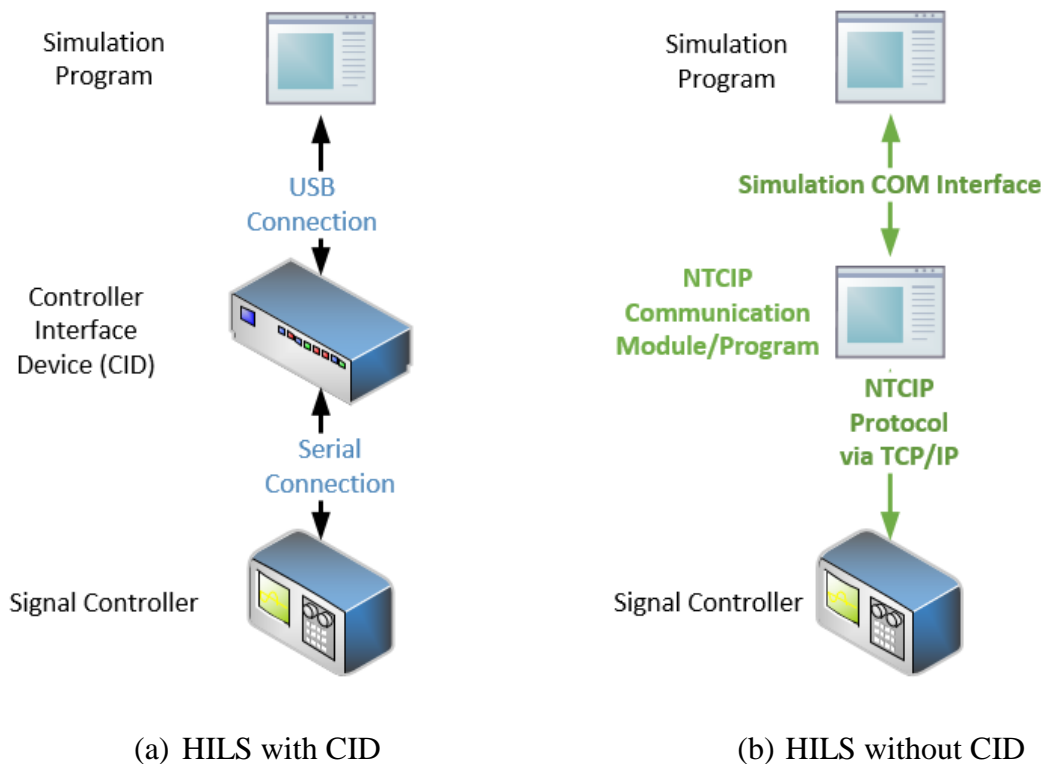 Simulation
Program
USB
Connection
Controller
Interface
Device (CID)
Serial
Connection
Signal Controller
(a) HILS with CID
Simulation
Program
Simulation COM Interface
NTCIP
Communication
Module/Program
NTCIP
Protocol
via TCP/IP
Signal Controller
(b) HILS without CID